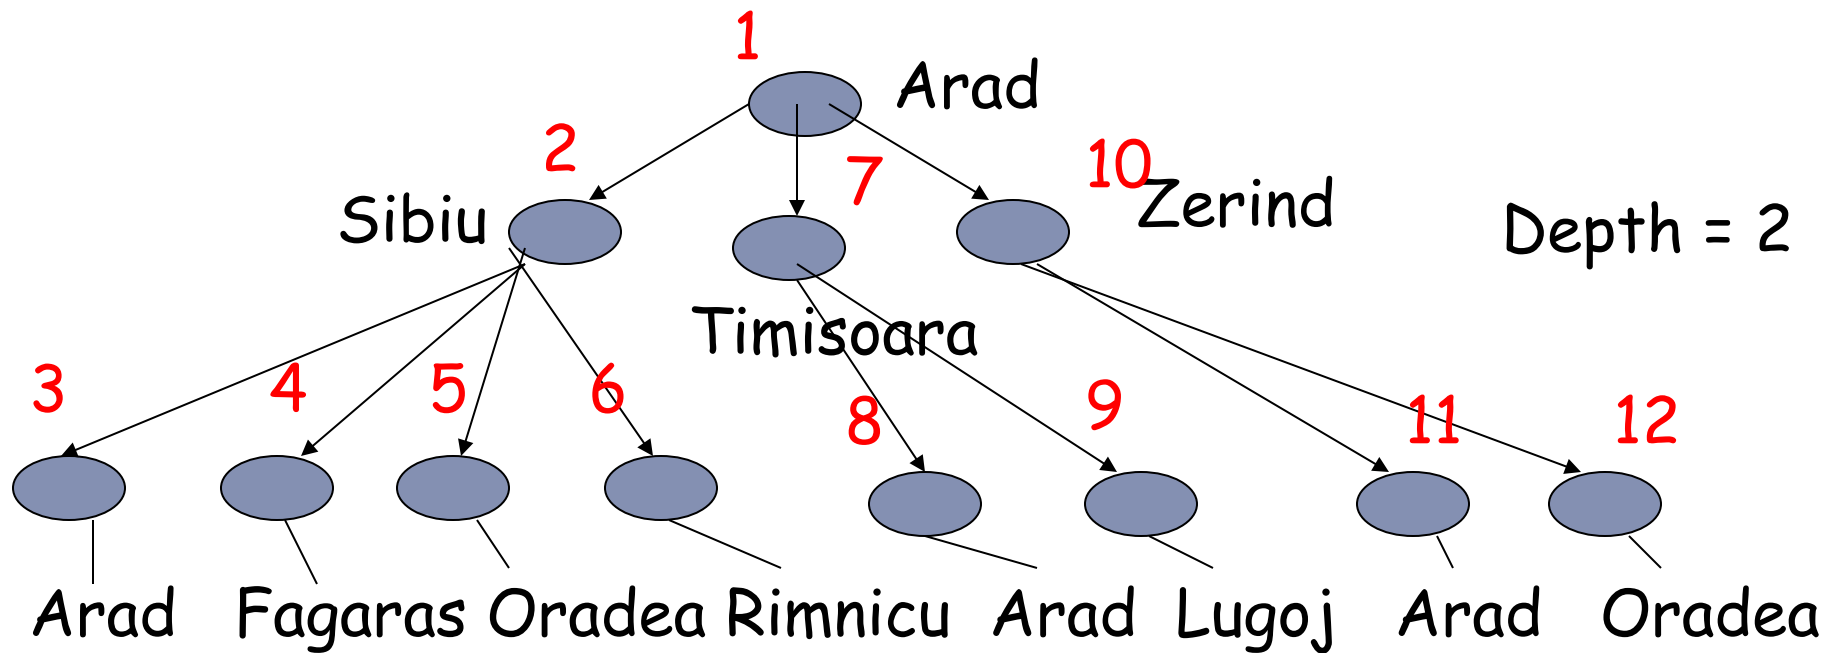 1
Arad
2
7
10
Sibiu
Zerind
Depth = 2
Timisoara
3
4
5
6
8
9
11
12
Arad Fagaras Oradea Rimnicu Arad Lugoj Arad Oradea